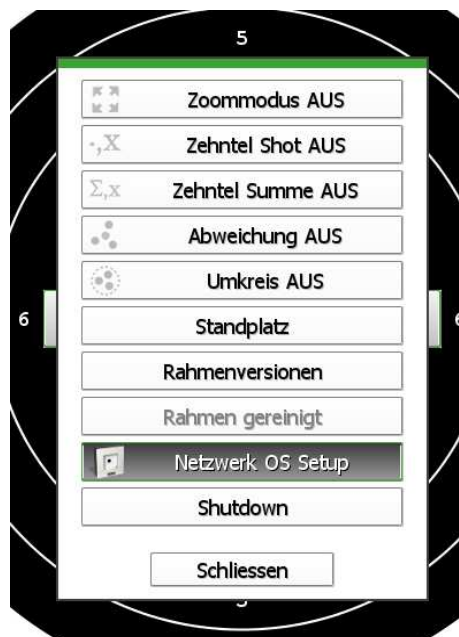 5
Zoommodus AUS
·,X Zehntel Shot AUS
Σ,x Zehntel Summe AUS
Abweichung AUS
Umkreis AUS
6
Standplatz
6
Rahmenversionen
Rahmen gereinigt
Netzwerk OS Setup
Shutdown
Schliessen